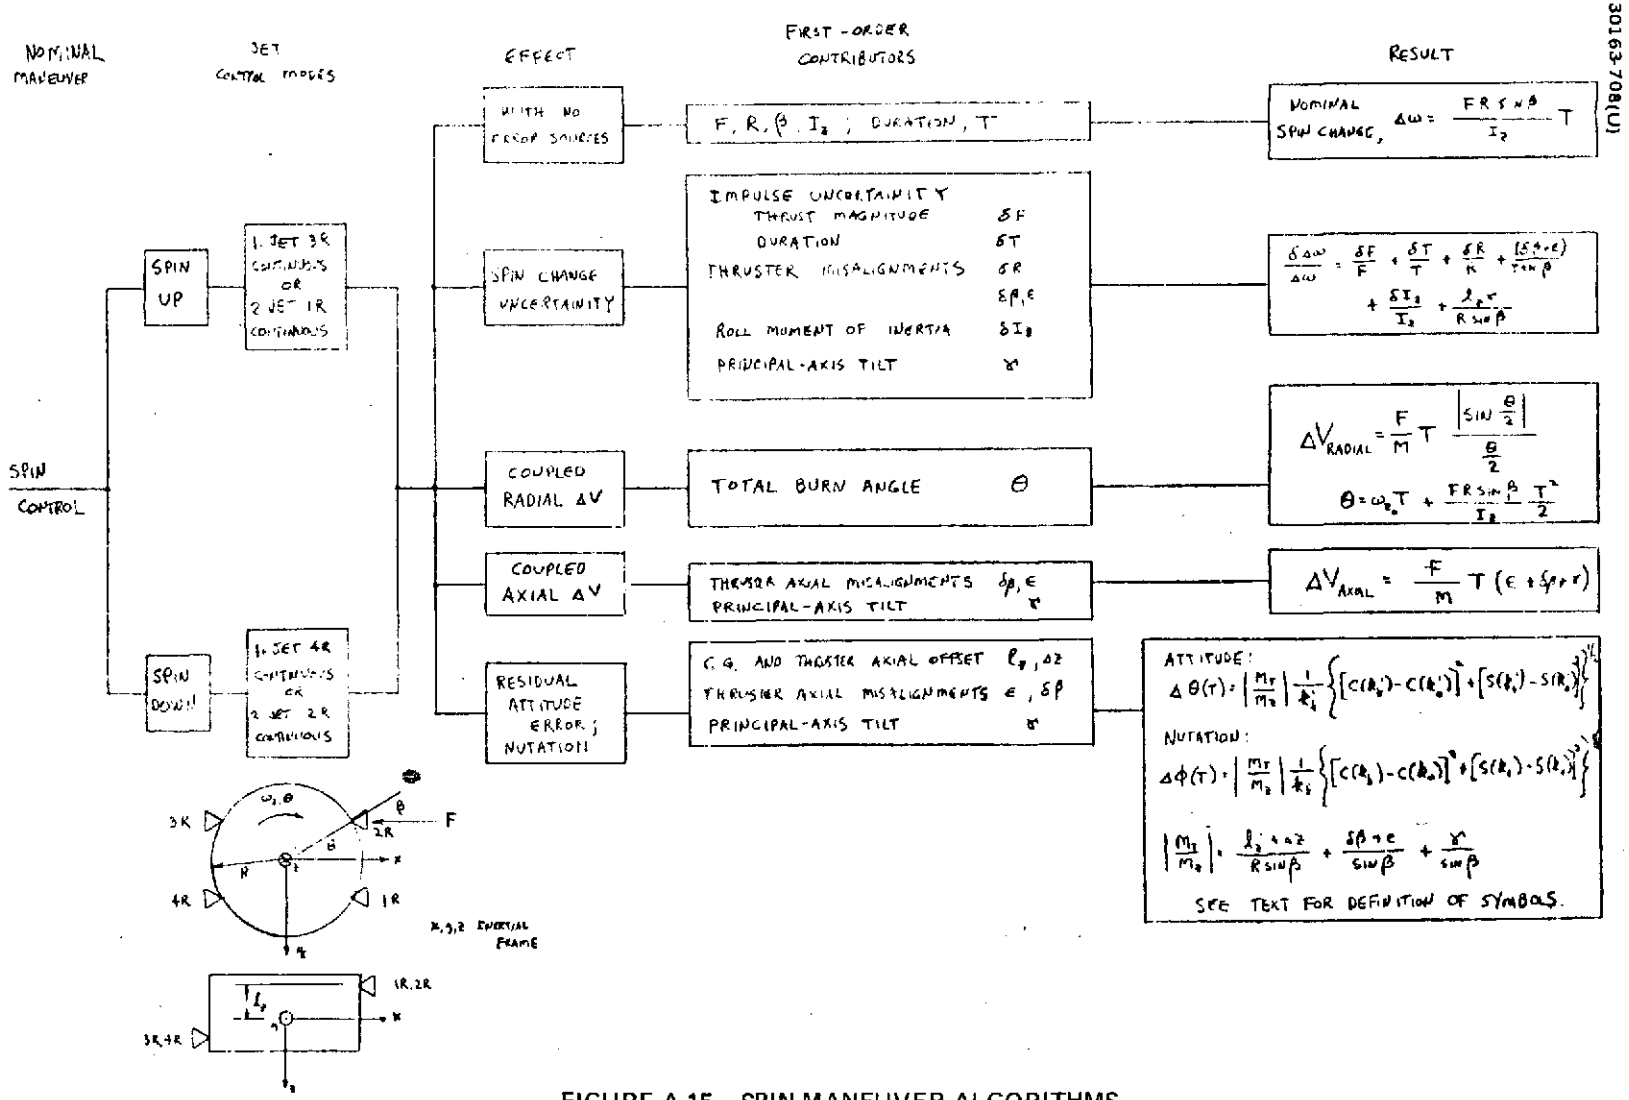 30163-708(U)
NOMINAL
MANEUVER
JET
CONTROL MODES
EFFECT
FIRST-ORDER
CONTRIBUTORS
RESULT
WITH NO
ERROR SOURCES
F, R, β, I_z ; DURATION, T
NOMINAL
SPIN CHANGE, Δω = (F R SIN β / I_z) T
SPIN
UP
1. JET 3R
CONTINUOUS
OR
2 JET 1R
CONTINUOUS
SPIN CHANGE
UNCERTAINITY
IMPULSE UNCERTAINITY
THRUST MAGNITUDE δF
DURATION δT
THRUSTER MISALIGNMENTS δR
δβ, ε
ROLL MOMENT OF INERTIA δI_z
PRINCIPAL-AXIS TILT γ
δΔω/Δω = δF/F + δT/T + δR/R + (δβ+ε)/TAN β
+ δI_z/I_z + l_z γ/(R SIN β)
SPIN
CONTROL
COUPLED
RADIAL ΔV
TOTAL BURN ANGLE θ
ΔV_RADIAL = (F/M) T |SIN θ/2| / (θ/2)
θ = ω_z₀ T + (F R SIN β / I_z) (T²/2)
COUPLED
AXIAL ΔV
THRUSER AXIAL MISALIGNMENTS δβ, ε
PRINCIPAL-AXIS TILT γ
ΔV_AXIAL = (F/M) T (ε + δβ + γ)
SPIN
DOWN
1. JET 4R
CONTINUOUS
OR
2 JET 2R
CONTINUOUS
RESIDUAL
ATTITUDE
ERROR;
NUTATION
C.G. AND THRUSTER AXIAL OFFSET l_z, ΔZ
THRUSTER AXIAL MISALIGNMENTS ε, δβ
PRINCIPAL-AXIS TILT γ
ATTITUDE:
Δθ(T) =
NUTATION:
Δφ(T) =
|M_T/M_z| = (l_z + ΔZ)/(R SIN β) + (δβ+ε)/SIN β + γ/SIN β
SEE TEXT FOR DEFINITION OF SYMBOLS.
ω, θ
3R
β
2R
F
θ
x
z
R
4R
1R
x, y, z INERTIAL
FRAME
1R, 2R
l_z
x
3R, 4R
z
FIGURE A-15. SPIN MANEUVER ALGORITHMS